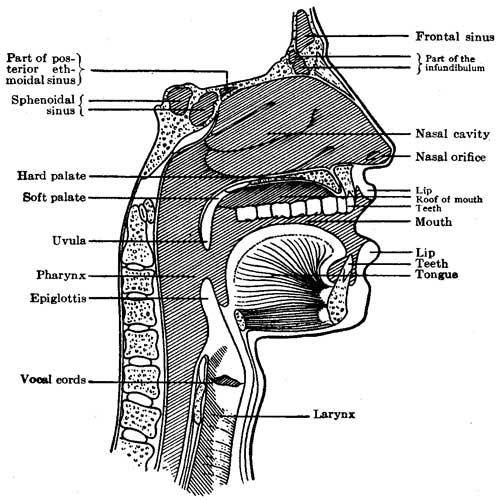 Frontal sinus
Part of the
infundibulum
Part of pos-
terior eth-
moidal sinus
Sphenoidal
sinus
Nasal cavity
Nasal orifice
Hard palate
Soft palate
Lip
Roof of mouth
Teeth
Mouth
Uvula
Lip
Teeth
Tongue
Pharynx
Epiglottis
Vocal cords
Larynx